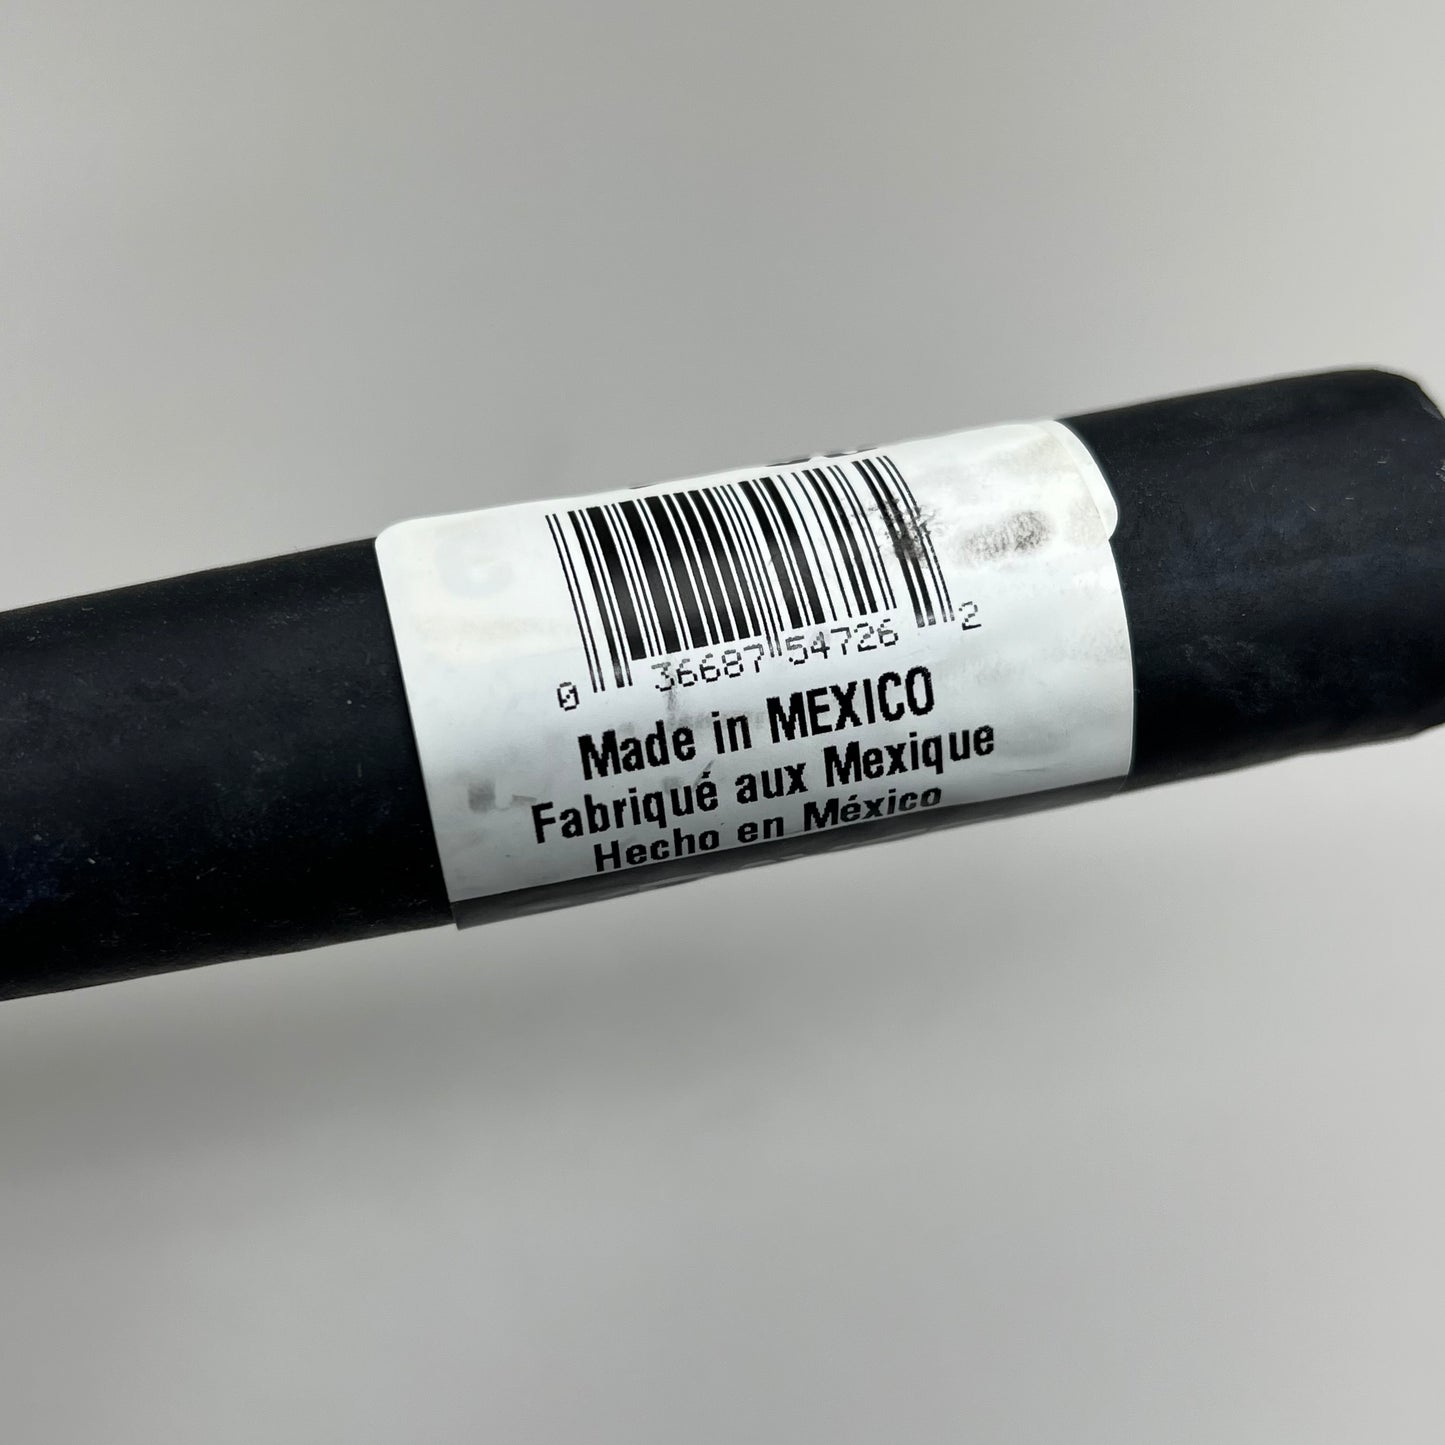 0 36687 54726 2
Made in MEXICO
Fabriqué aux Mexique
Hecho en México